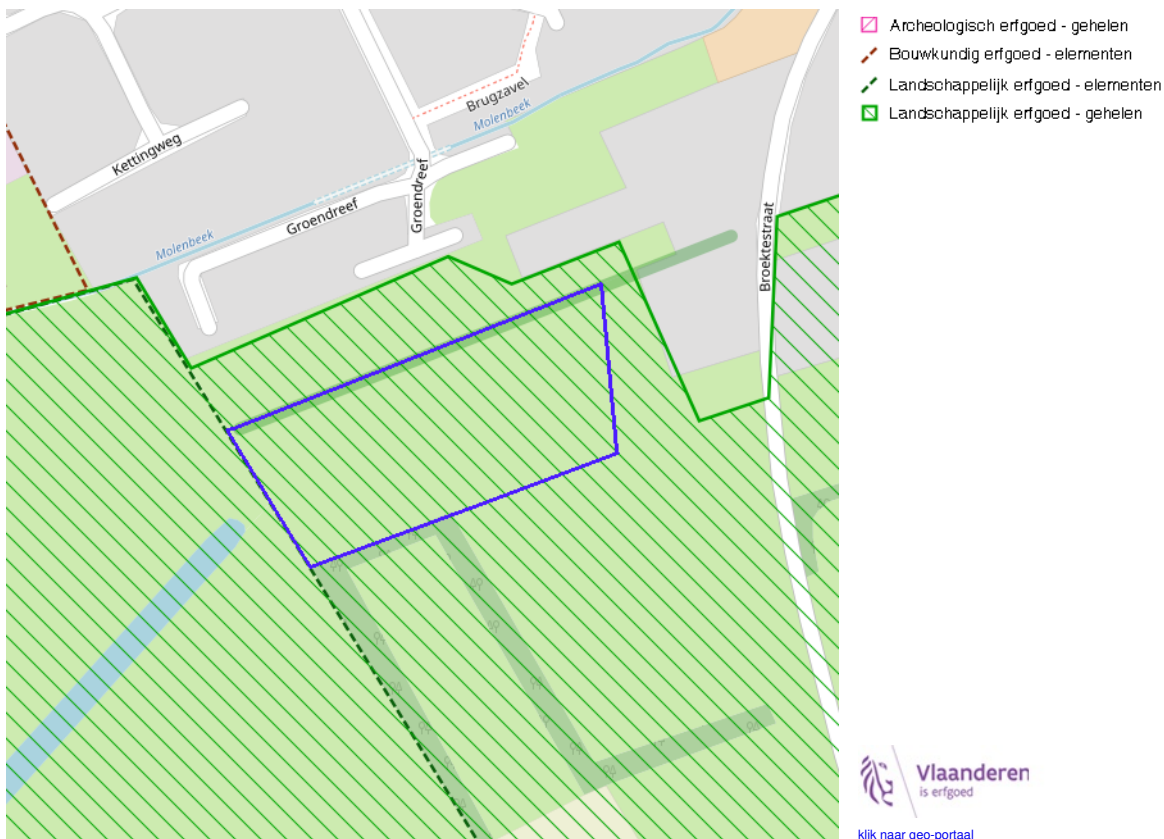 Archeologisch erfgoed - gehelen
Bouwkundig erfgoed - elementen
Landschappelijk erfgoed - elementen
Landschappelijk erfgoed - gehelen
Brugzavel
Molenbeek
Kettingweg
Groendreef
Groendreef
Molenbeek
Broektestraat
Vlaanderen
is erfgoed
klik naar geo-portaal